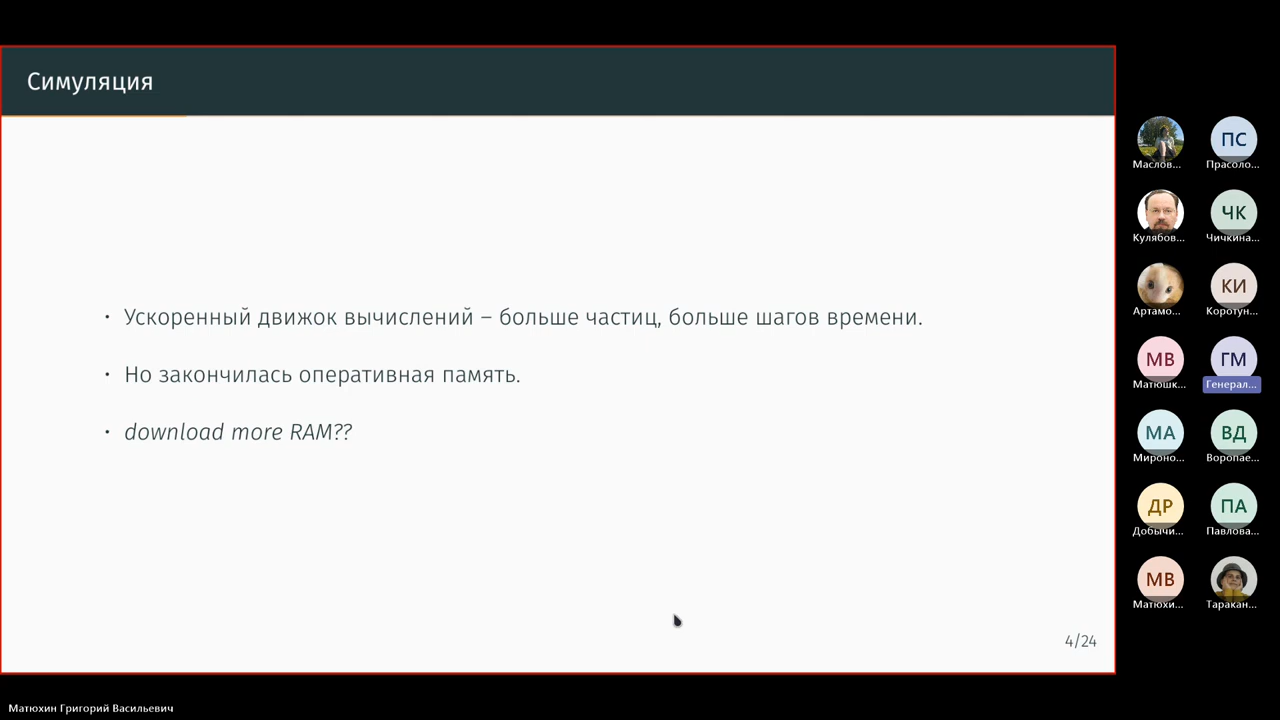 Симуляция
· Ускоренный движок вычислений – больше частиц, больше шагов времени.
· Но закончилась оперативная память.
· download more RAM??
4/24
Маслов...
ПС
Прасоло...
Кулябов...
ЧК
Чичкина...
Артамо...
КИ
Коротун...
МВ
Матюшк...
ГМ
Генерал...
МА
Мироно...
ВД
Воропае...
ДР
Добычи...
ПА
Павлова...
МВ
Матюхи...
Таракан...
Матюхин Григорий Васильевич